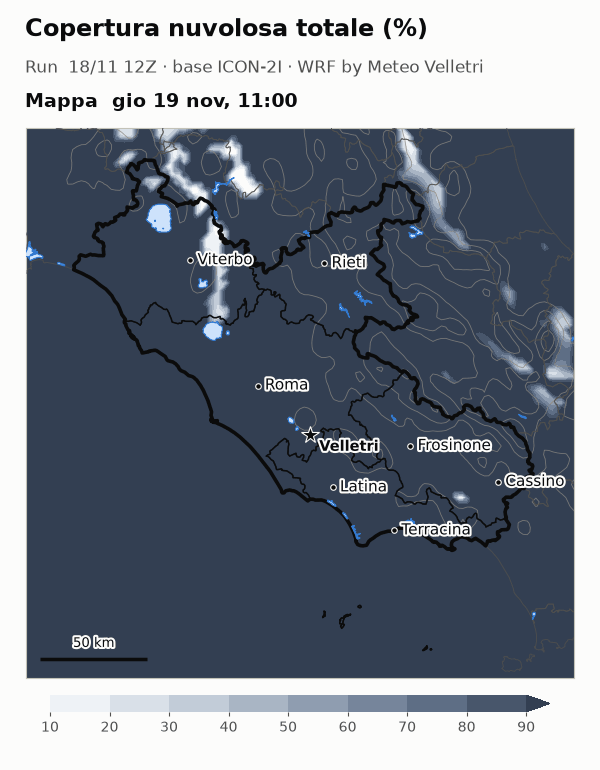 Copertura nuvolosa totale (%)
Run  18/11 12Z · base ICON-2I · WRF by Meteo Velletri
Mappa  gio 19 nov, 11:00
Viterbo
Rieti
Roma
Velletri
Frosinone
Latina
Cassino
Terracina
50 km
10 20 30 40 50 60 70 80 90